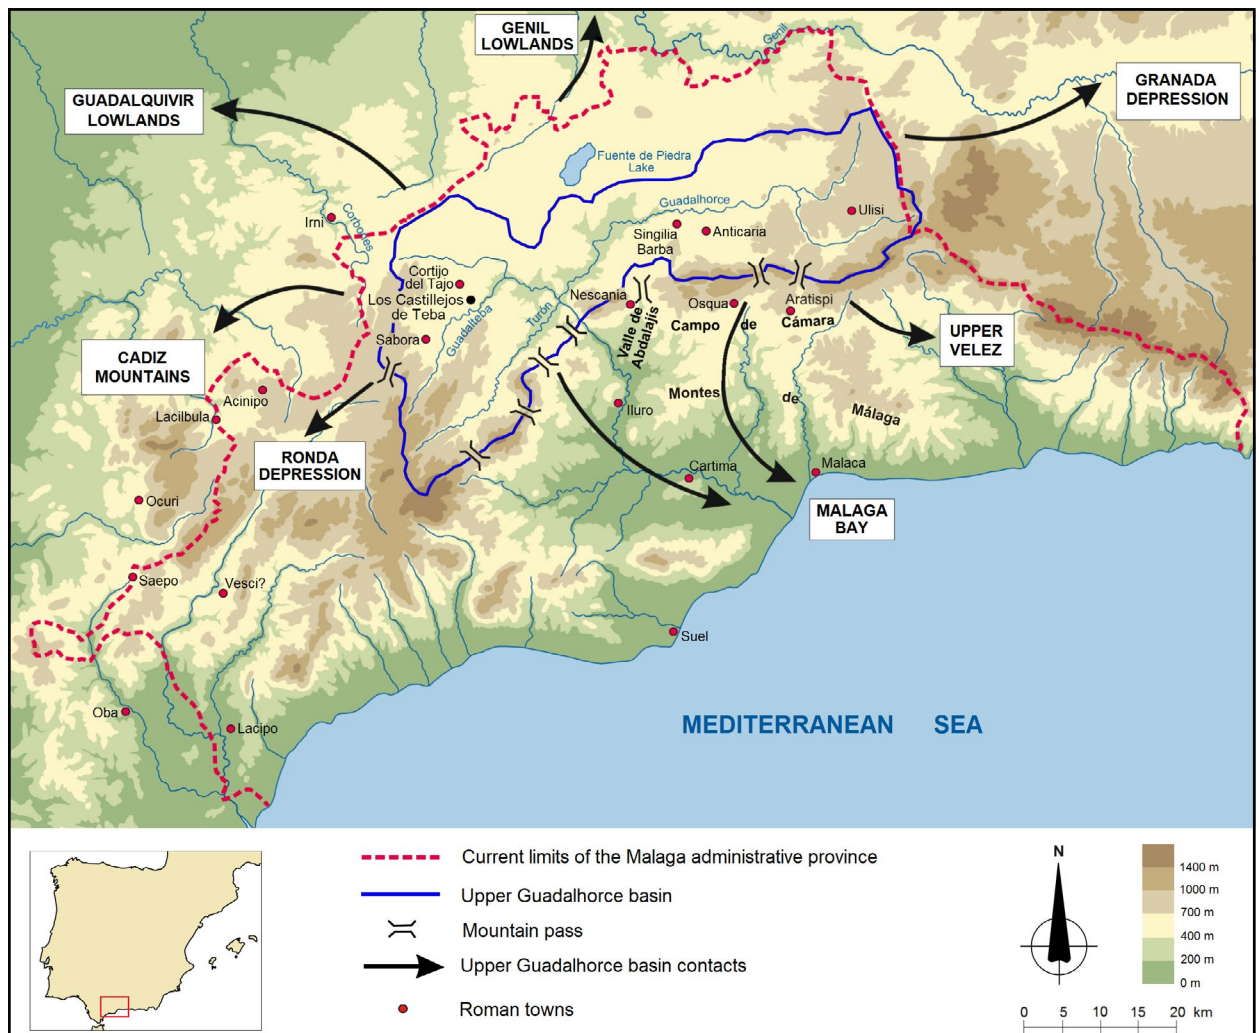 GENIL
LOWLANDS
Genil
GUADALQUIVIR
LOWLANDS
GRANADA
DEPRESSION
Fuente de Piedra
Lake
Irni
Corbones
Guadalhorce
Ulisi
Singilia
Barba
Anticaria
Cortijo
del Tajo
Los Castillejos
de Teba
Guadalteba
Turón
Nescania
Valle de
Abdalajis
Osqua
Aratispi
Campo de Cámara
Sabora
UPPER
VELEZ
CADIZ
MOUNTAINS
Acinipo
Lacilbula
Iluro
Montes de Málaga
RONDA
DEPRESSION
Cartima
Malaca
Ocuri
MALAGA
BAY
Saepo
Vesci?
Suel
Oba
Lacipo
MEDITERRANEAN SEA
Current limits of the Malaga administrative province
Upper Guadalhorce basin
Mountain pass
Upper Guadalhorce basin contacts
Roman towns
N
1400 m
1000 m
700 m
400 m
200 m
0 m
0 5 10 15 20 km